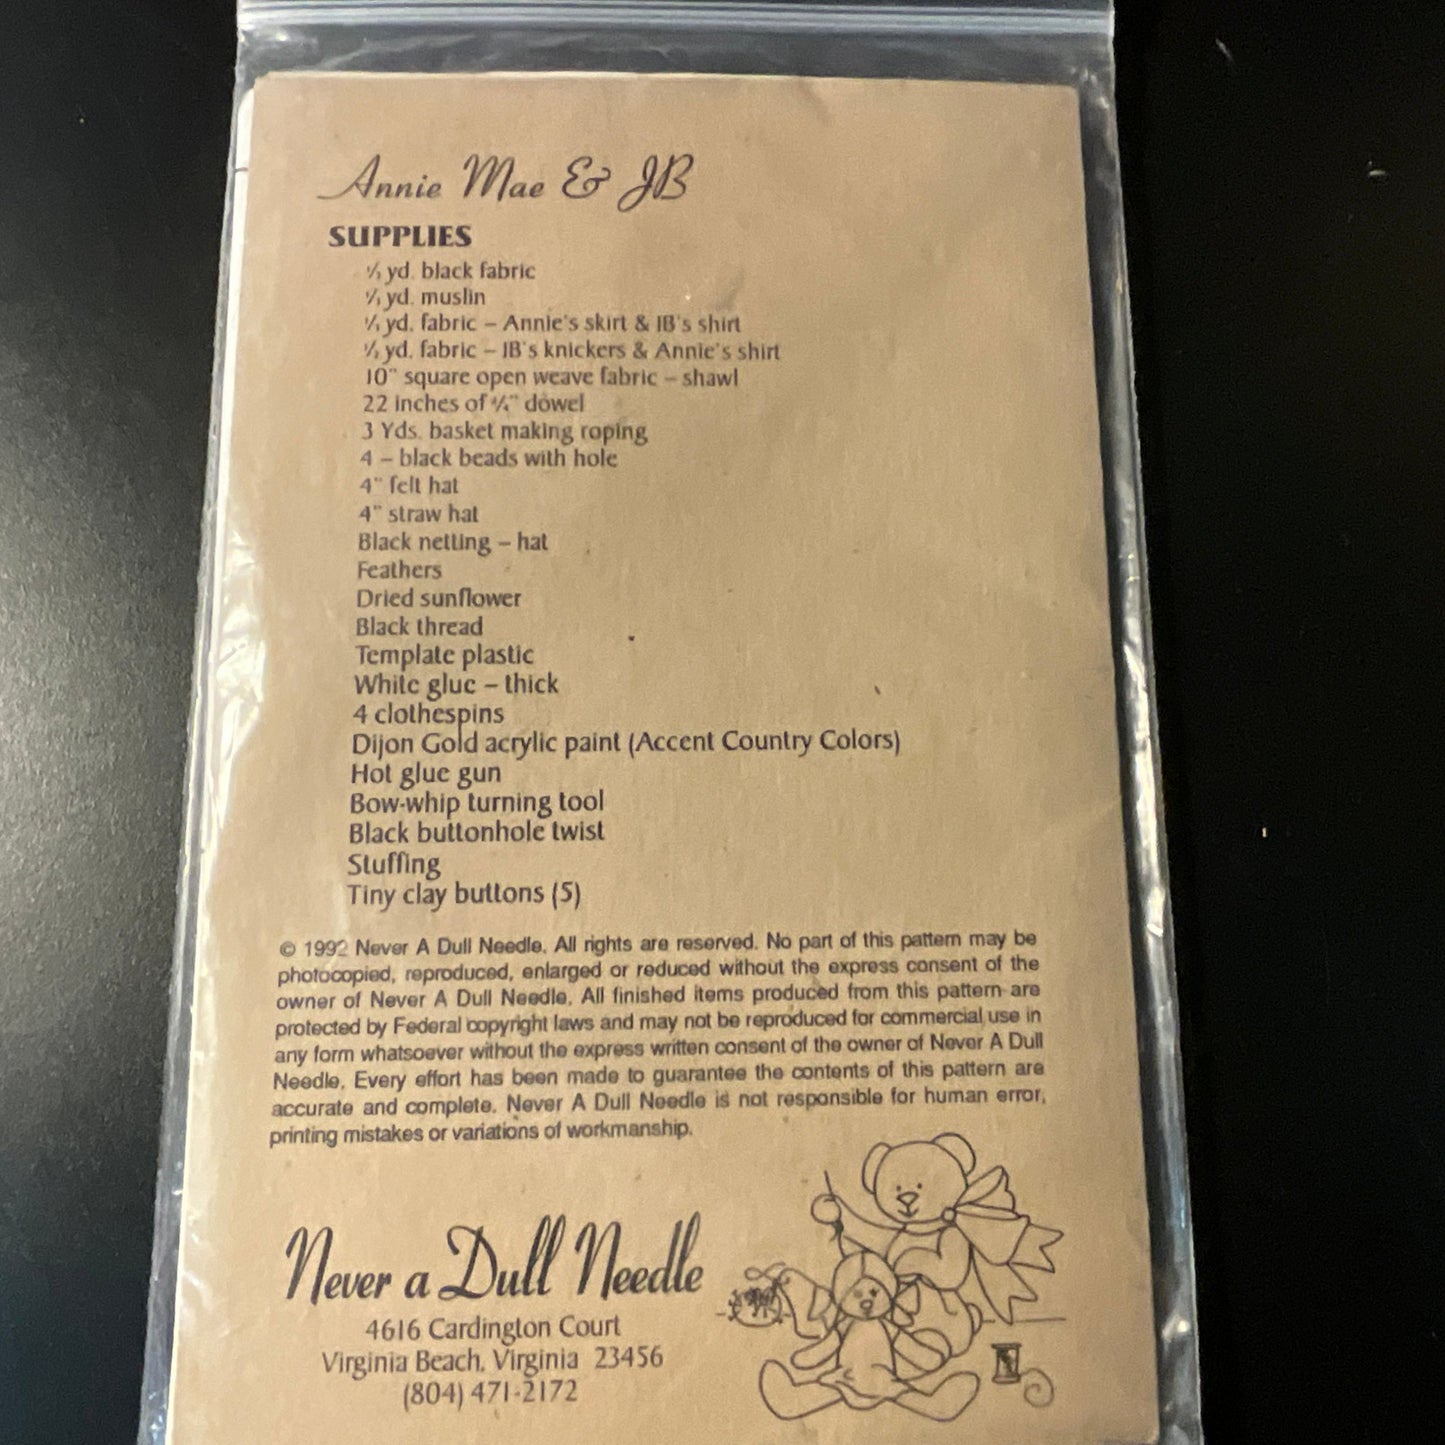 Annie Mae & JB
SUPPLIES
yd. black fabric
yd. muslin
yd. fabric – Annie's skirt & JB's shirt
yd. fabric – JB's knickers & Annie's shirt
10" square open weave fabric – shawl
22 inches of dowel
3 Yds. basket making roping
4 – black beads with hole
4" felt hat
4" straw hat
Black netting – hat
Feathers
Dried sunflower
Black thread
Template plastic
White glue – thick
4 clothespins
Dijon Gold acrylic paint (Accent Country Colors)
Hot glue gun
Bow-whip turning tool
Black buttonhole twist
Stuffing
Tiny clay buttons (5)
© 1992 Never A Dull Needle. All rights are reserved. No part of this pattern may be
photocopied, reproduced, enlarged or reduced without the express consent of the
owner of Never A Dull Needle. All finished items produced from this pattern are
protected by Federal copyright laws and may not be reproduced for commercial use in
any form whatsoever without the express written consent of the owner of Never A Dull
Needle. Every effort has been made to guarantee the contents of this pattern are
accurate and complete. Never A Dull Needle is not responsible for human error,
printing mistakes or variations of workmanship.
Never a Dull Needle
4616 Cardington Court
Virginia Beach, Virginia 23456
(804) 471-2172